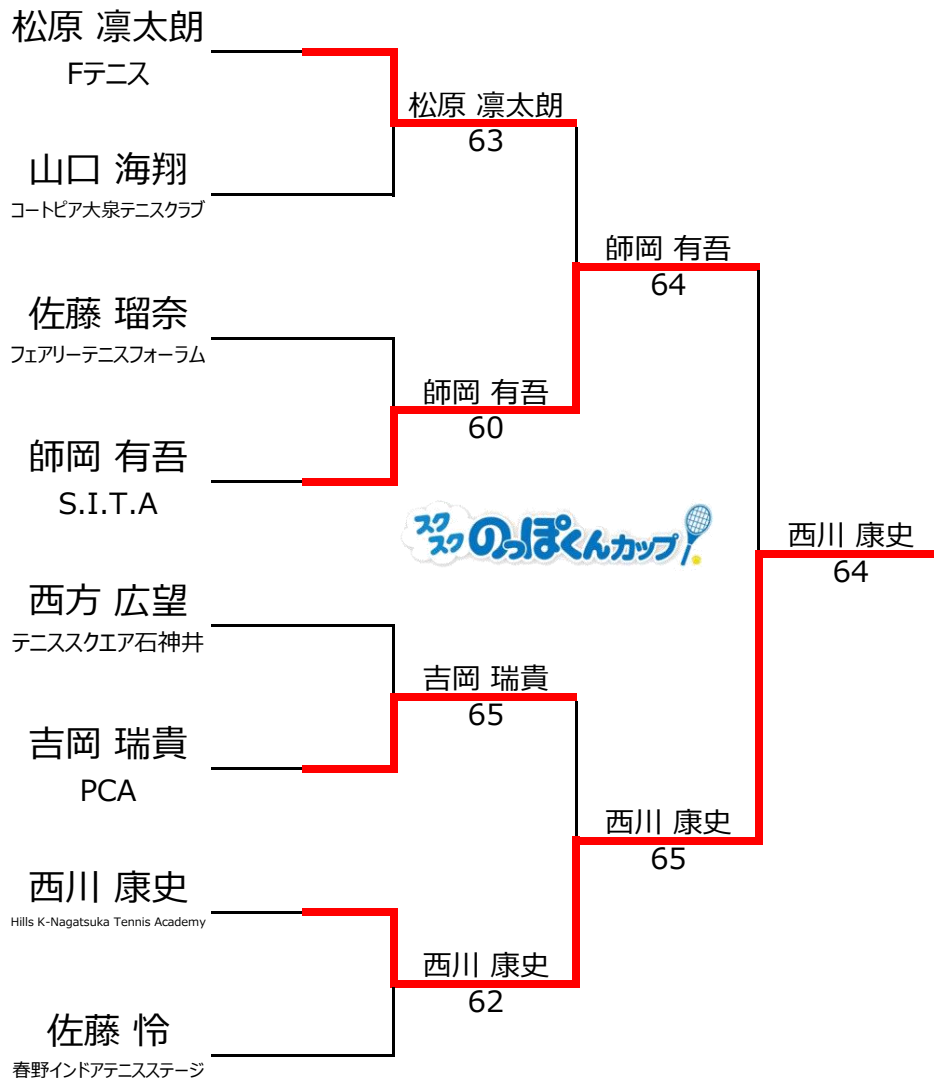 松原 凛太朗
Fテニス
山口 海翔
コートピア大泉テニスクラブ
佐藤 瑠奈
フェアリーテニスフォーラム
師岡 有吾
S.I.T.A
西方 広望
テニススクエア石神井
吉岡 瑞貴
PCA
西川 康史
Hills K-Nagatsuka Tennis Academy
佐藤 怜
春野インドアテニスステージ
松原 凛太朗
63
師岡 有吾
60
吉岡 瑞貴
65
西川 康史
62
師岡 有吾
64
西川 康史
65
スクスク のっぽくんカップ
西川 康史
64